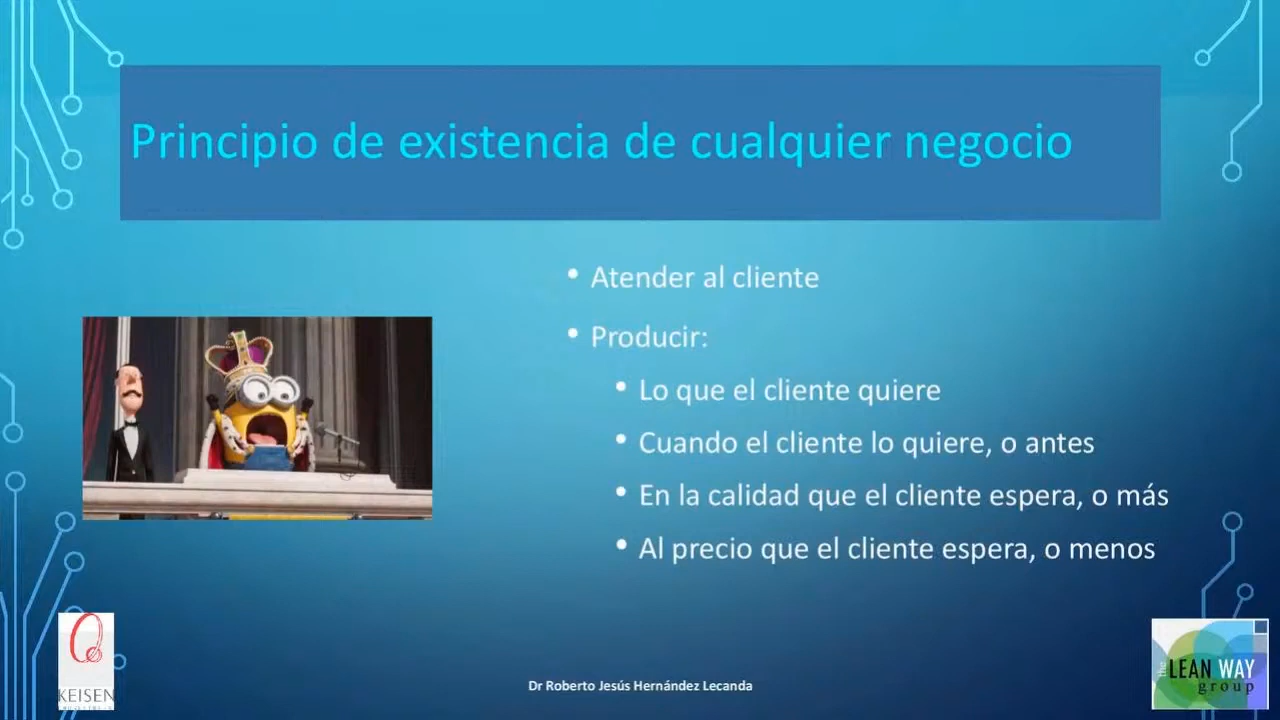 Principio de existencia de cualquier negocio
• Atender al cliente
• Producir:
• Lo que el cliente quiere
• Cuando el cliente lo quiere, o antes
• En la calidad que el cliente espera, o más
• Al precio que el cliente espera, o menos
KEISEN
Dr Roberto Jesús Hernández Lecanda
the LEAN WAY
group